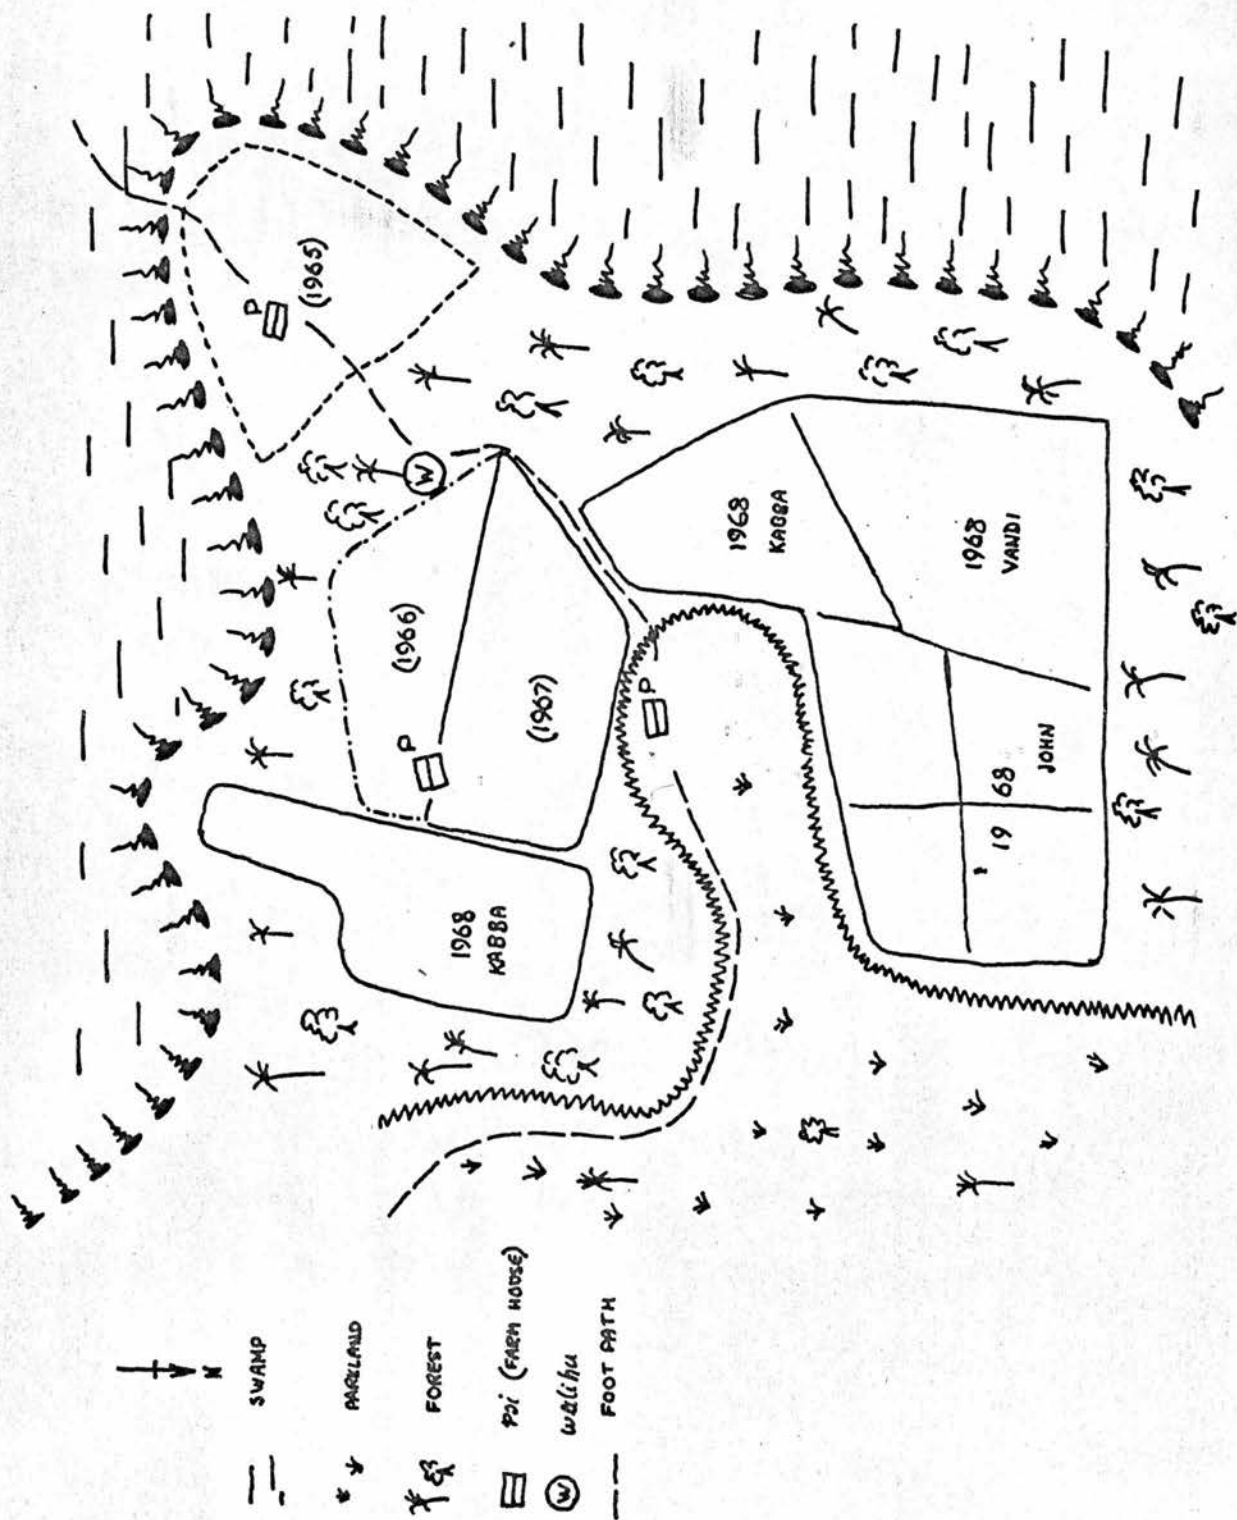 N
SWAMP
PARKLAND
FOREST
Pɔi (FARM HOUSE)
W Walihu
FOOT PATH
P
(1965)
W
(1966)
P
(1967)
1968
KABBA
P
1968
KABBA
1968
VANDI
19 68
JOHN